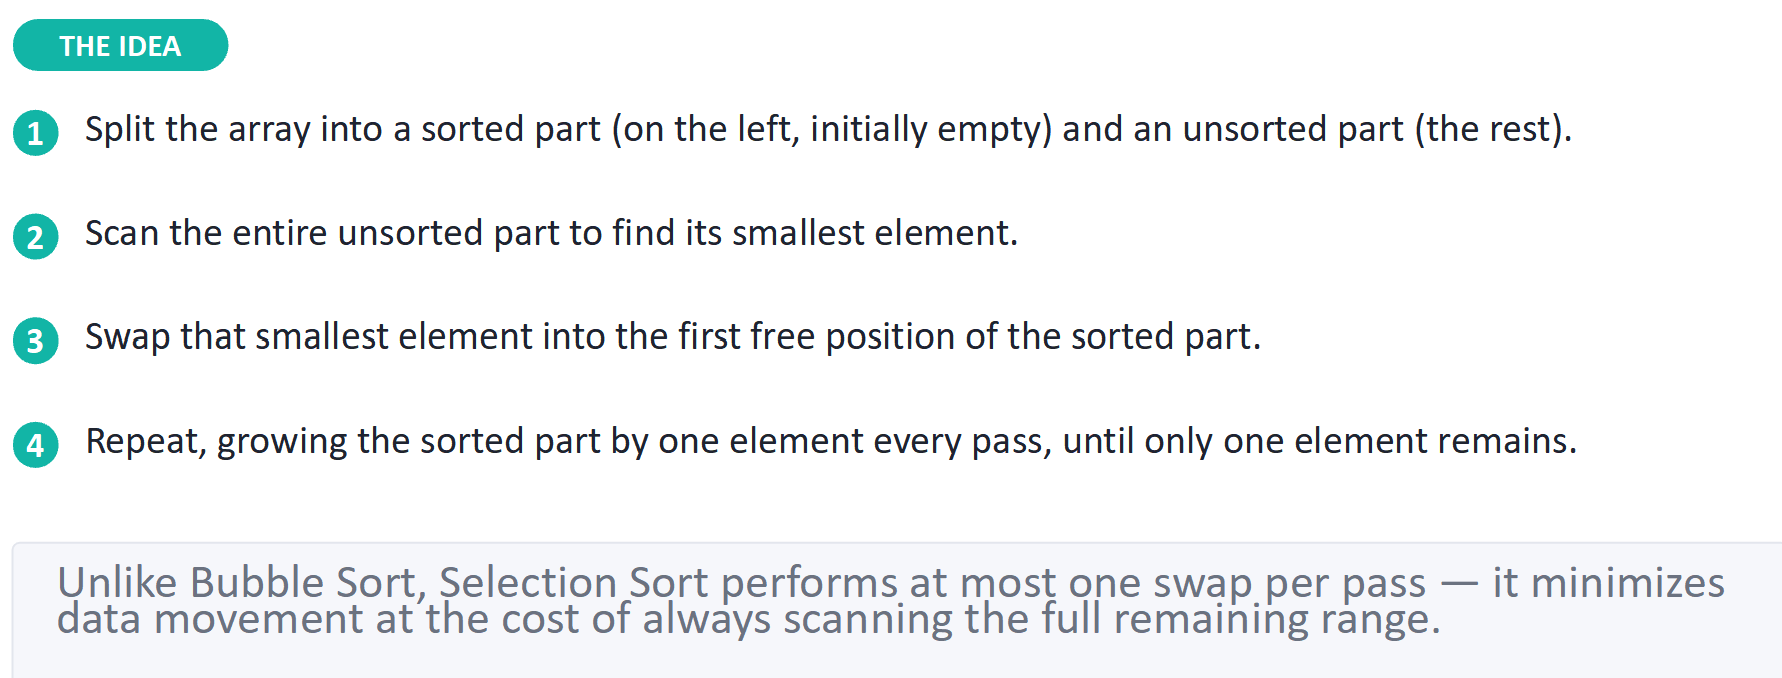 THE IDEA
1 Split the array into a sorted part (on the left, initially empty) and an unsorted part (the rest).
2 Scan the entire unsorted part to find its smallest element.
3 Swap that smallest element into the first free position of the sorted part.
4 Repeat, growing the sorted part by one element every pass, until only one element remains.
Unlike Bubble Sort, Selection Sort performs at most one swap per pass — it minimizes
data movement at the cost of always scanning the full remaining range.